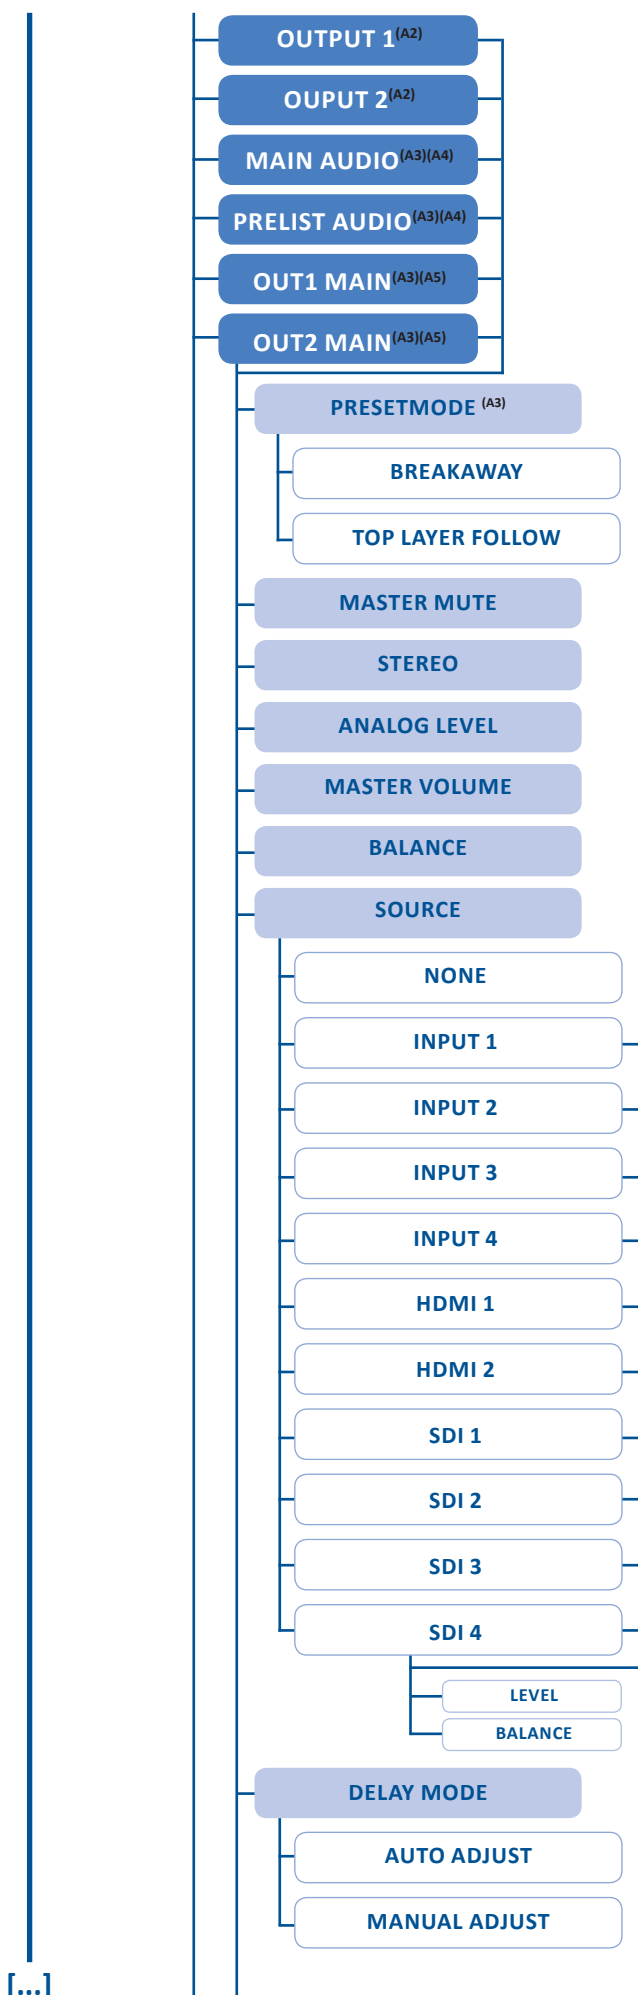 OUTPUT 1(A2)
OUPUT 2(A2)
MAIN AUDIO(A3)(A4)
PRELIST AUDIO(A3)(A4)
OUT1 MAIN(A3)(A5)
OUT2 MAIN(A3)(A5)
PRESETMODE (A3)
BREAKAWAY
TOP LAYER FOLLOW
MASTER MUTE
STEREO
ANALOG LEVEL
MASTER VOLUME
BALANCE
SOURCE
NONE
INPUT 1
INPUT 2
INPUT 3
INPUT 4
HDMI 1
HDMI 2
SDI 1
SDI 2
SDI 3
SDI 4
LEVEL
BALANCE
DELAY MODE
AUTO ADJUST
MANUAL ADJUST
[...]